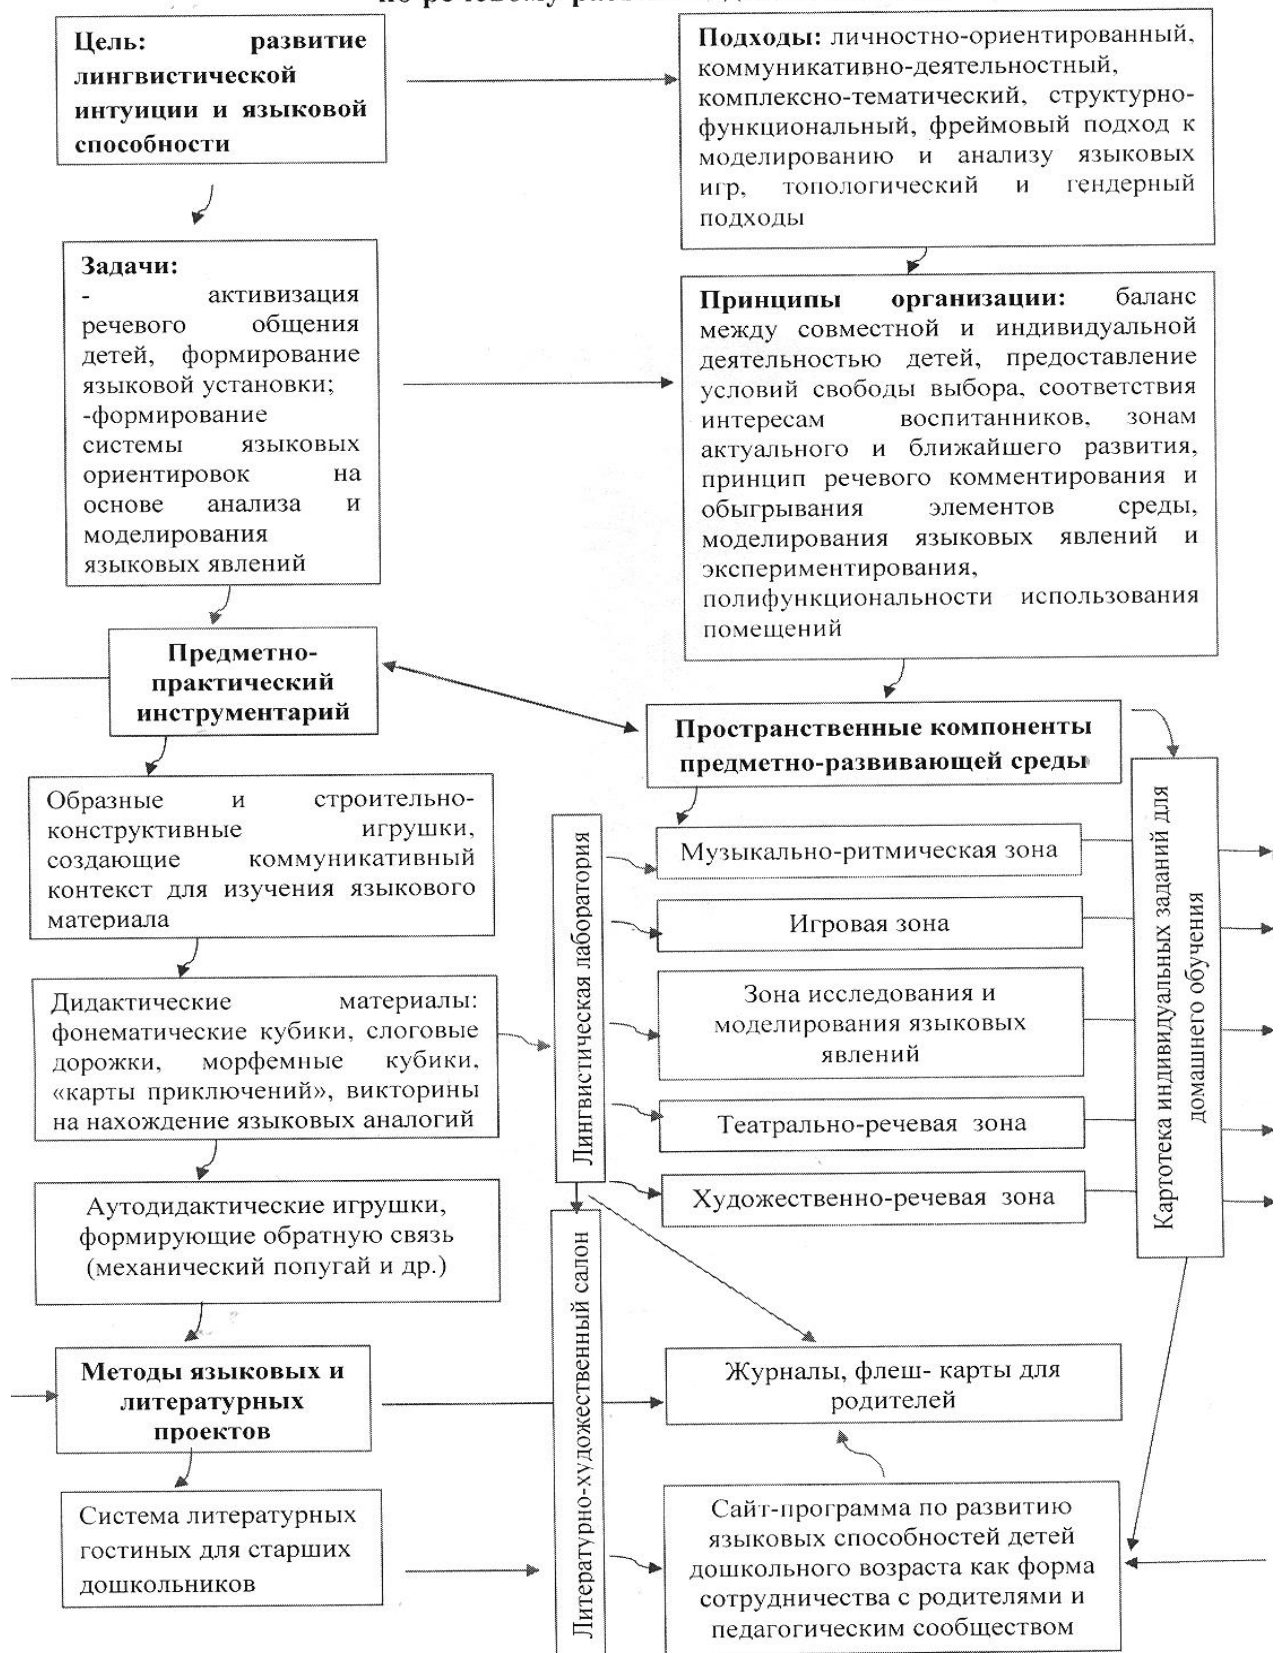 Цель: развитие
лингвистической
интуиции и языковой
способности
Подходы: личностно-ориентированный,
коммуникативно-деятельностный,
комплексно-тематический, структурно-
функциональный, фреймовый подход к
моделированию и анализу языковых
игр, топологический и гендерный
подходы
Задачи:
- активизация
речевого общения
детей, формирование
языковой установки;
-формирование
системы языковых
ориентировок на
основе анализа и
моделирования
языковых явлений
Принципы организации: баланс
между совместной и индивидуальной
деятельностью детей, предоставление
условий свободы выбора, соответствия
интересам воспитанников, зонам
актуального и ближайшего развития,
принцип речевого комментирования и
обыгрывания элементов среды,
моделирования языковых явлений и
экспериментирования,
полифункциональности использования
помещений
Предметно-
практический
инструментарий
Пространственные компоненты
предметно-развивающей среды
Образные и строительно-
конструктивные игрушки,
создающие коммуникативный
контекст для изучения языкового
материала
Дидактические материалы:
фонематические кубики, слоговые
дорожки, морфемные кубики,
«карты приключений», викторины
на нахождение языковых аналогий
Аутодидактические игрушки,
формирующие обратную связь
(механический попугай и др.)
Методы языковых и
литературных
проектов
Система литературных
гостиных для старших
дошкольников
Лингвистическая лаборатория
Литературно-художественный салон
Музыкально-ритмическая зона
Игровая зона
Зона исследования и
моделирования языковых
явлений
Театрально-речевая зона
Художественно-речевая зона
Картотека индивидуальных заданий для
домашнего обучения
Журналы, флеш- карты для
родителей
Сайт-программа по развитию
языковых способностей детей
дошкольного возраста как форма
сотрудничества с родителями и
педагогическим сообществом